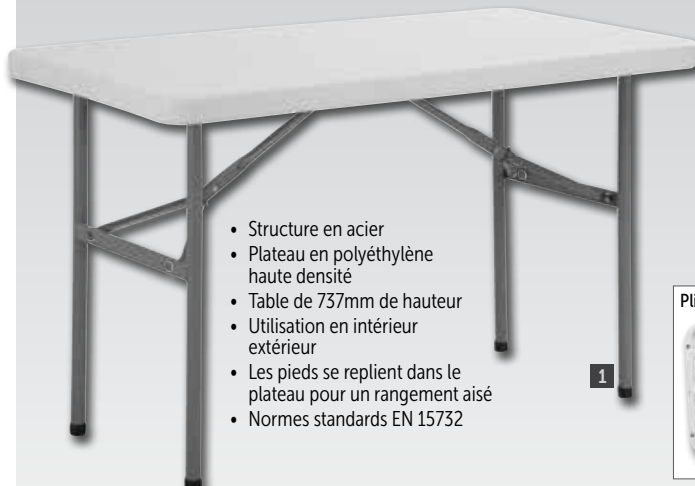 • Structure en acier
• Plateau en polyéthylène
haute densité
• Table de 737mm de hauteur
• Utilisation en intérieur
extérieur
• Les pieds se replient dans le
plateau pour un rangement aisé
• Normes standards EN 15732
1